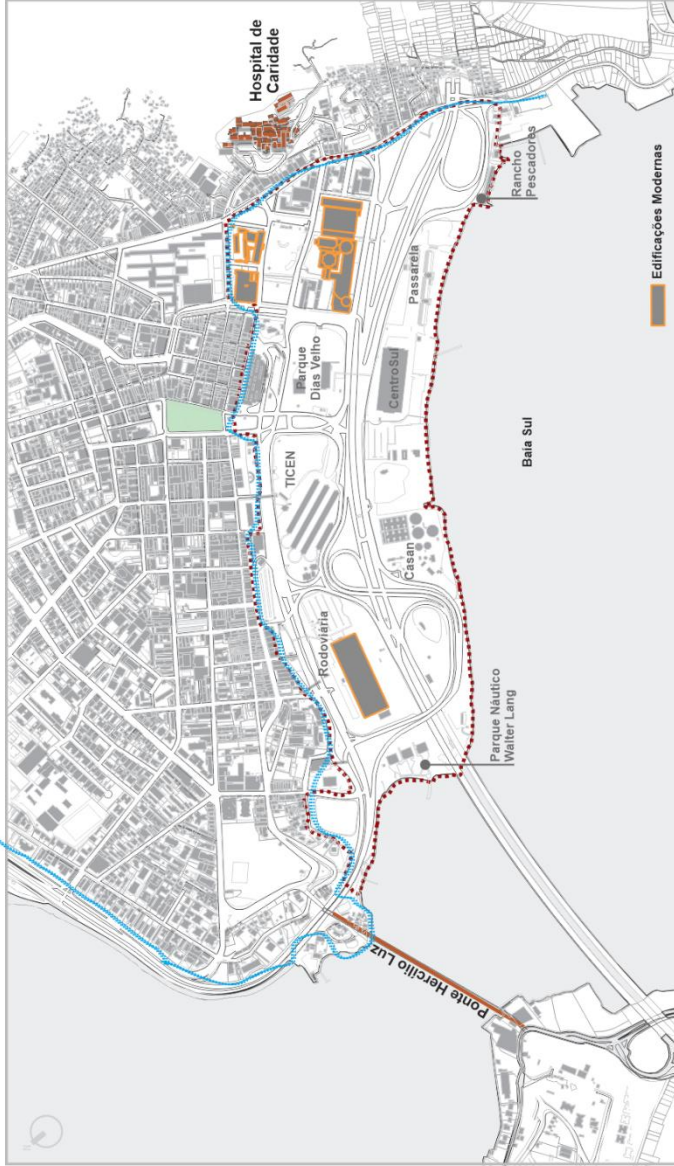 Hospital de
Caridade
Parque
Dias Velho
TICEN
Rodoviária
CentroSul
Passarela
Casan
Rancho
Pescadores
Parque Náutico
Walter Lang
Ponte Hercílio Luz
Baia Sul
Edificações Modernas
N